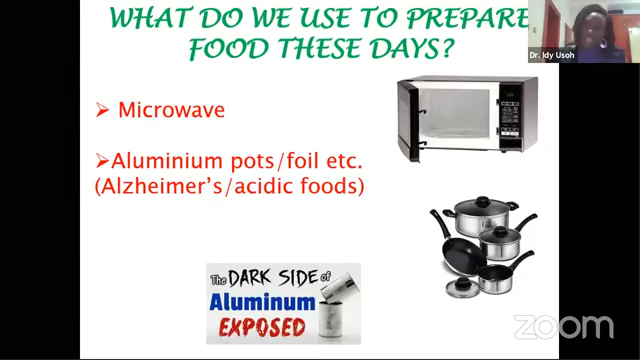 WHAT DO WE USE TO PREPARE
FOOD THESE DAYS?
Dr. Idy Usoh
➢ Microwave
➢Aluminium pots/foil etc.
(Alzheimer's/acidic foods)
The DARK SIDE of
Aluminum
EXPOSED
zoom